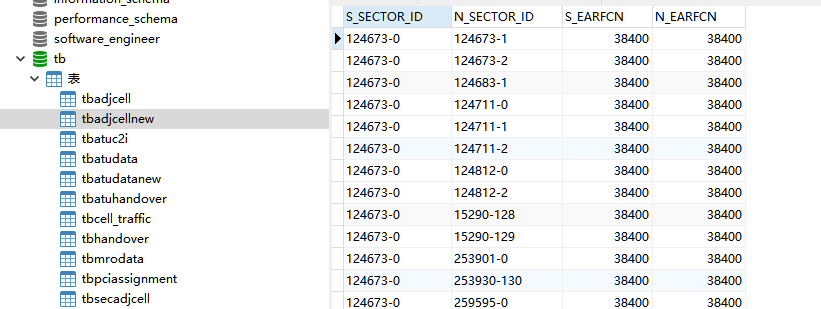 information_schema
performance_schema
software_engineer
tb
表
tbadjcell
tbadjcellnew
tbatuc2i
tbatudata
tbatudatanew
tbatuhandover
tbcell_traffic
tbhandover
tbmrodata
tbpciassignment
tbsecadjcell
S_SECTOR_ID N_SECTOR_ID S_EARFCN N_EARFCN
124673-0 124673-1 38400 38400
124673-0 124673-2 38400 38400
124673-0 124683-1 38400 38400
124673-0 124711-0 38400 38400
124673-0 124711-1 38400 38400
124673-0 124711-2 38400 38400
124673-0 124812-0 38400 38400
124673-0 124812-2 38400 38400
124673-0 15290-128 38400 38400
124673-0 15290-129 38400 38400
124673-0 253901-0 38400 38400
124673-0 253930-130 38400 38400
124673-0 259595-0 38400 38400